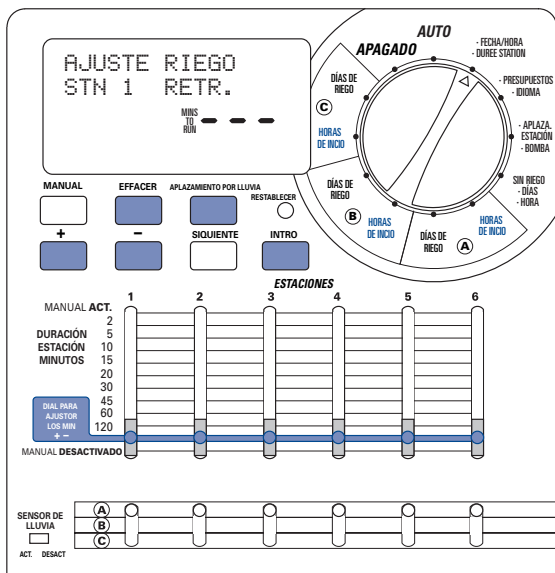 AJUSTE RIEGO
STN 1 RETR.
MINS
TO
RUN
---
AUTO
APAGADO
- FECHA/HORA
- DUREE STATION
- PRESUPUESTOS
- IDIOMA
- APLAZA.
ESTACIÓN
- BOMBA
SIN RIEGO
- DÍAS
- HORA
HORAS
DE INCIO
DÍAS DE
RIEGO
A
HORAS
DE INCIO
DÍAS DE
RIEGO
B
HORAS
DE INCIO
DÍAS DE
RIEGO
C
MANUAL
EFFACER
APLAZAMIENTO POR LLUVIA
RESTABLECER
+
-
SIQUIENTE
INTRO
ESTACIONES
1 2 3 4 5 6
MANUAL ACT.
2
5
10
15
20
30
45
60
120
DURACIÓN
ESTACIÓN
MINUTOS
DIAL PARA
AJUSTOR
LOS MIN
+ -
MANUAL DESACTIVADO
SENSOR DE
LLUVIA
ACT. DESACT
A
B
C